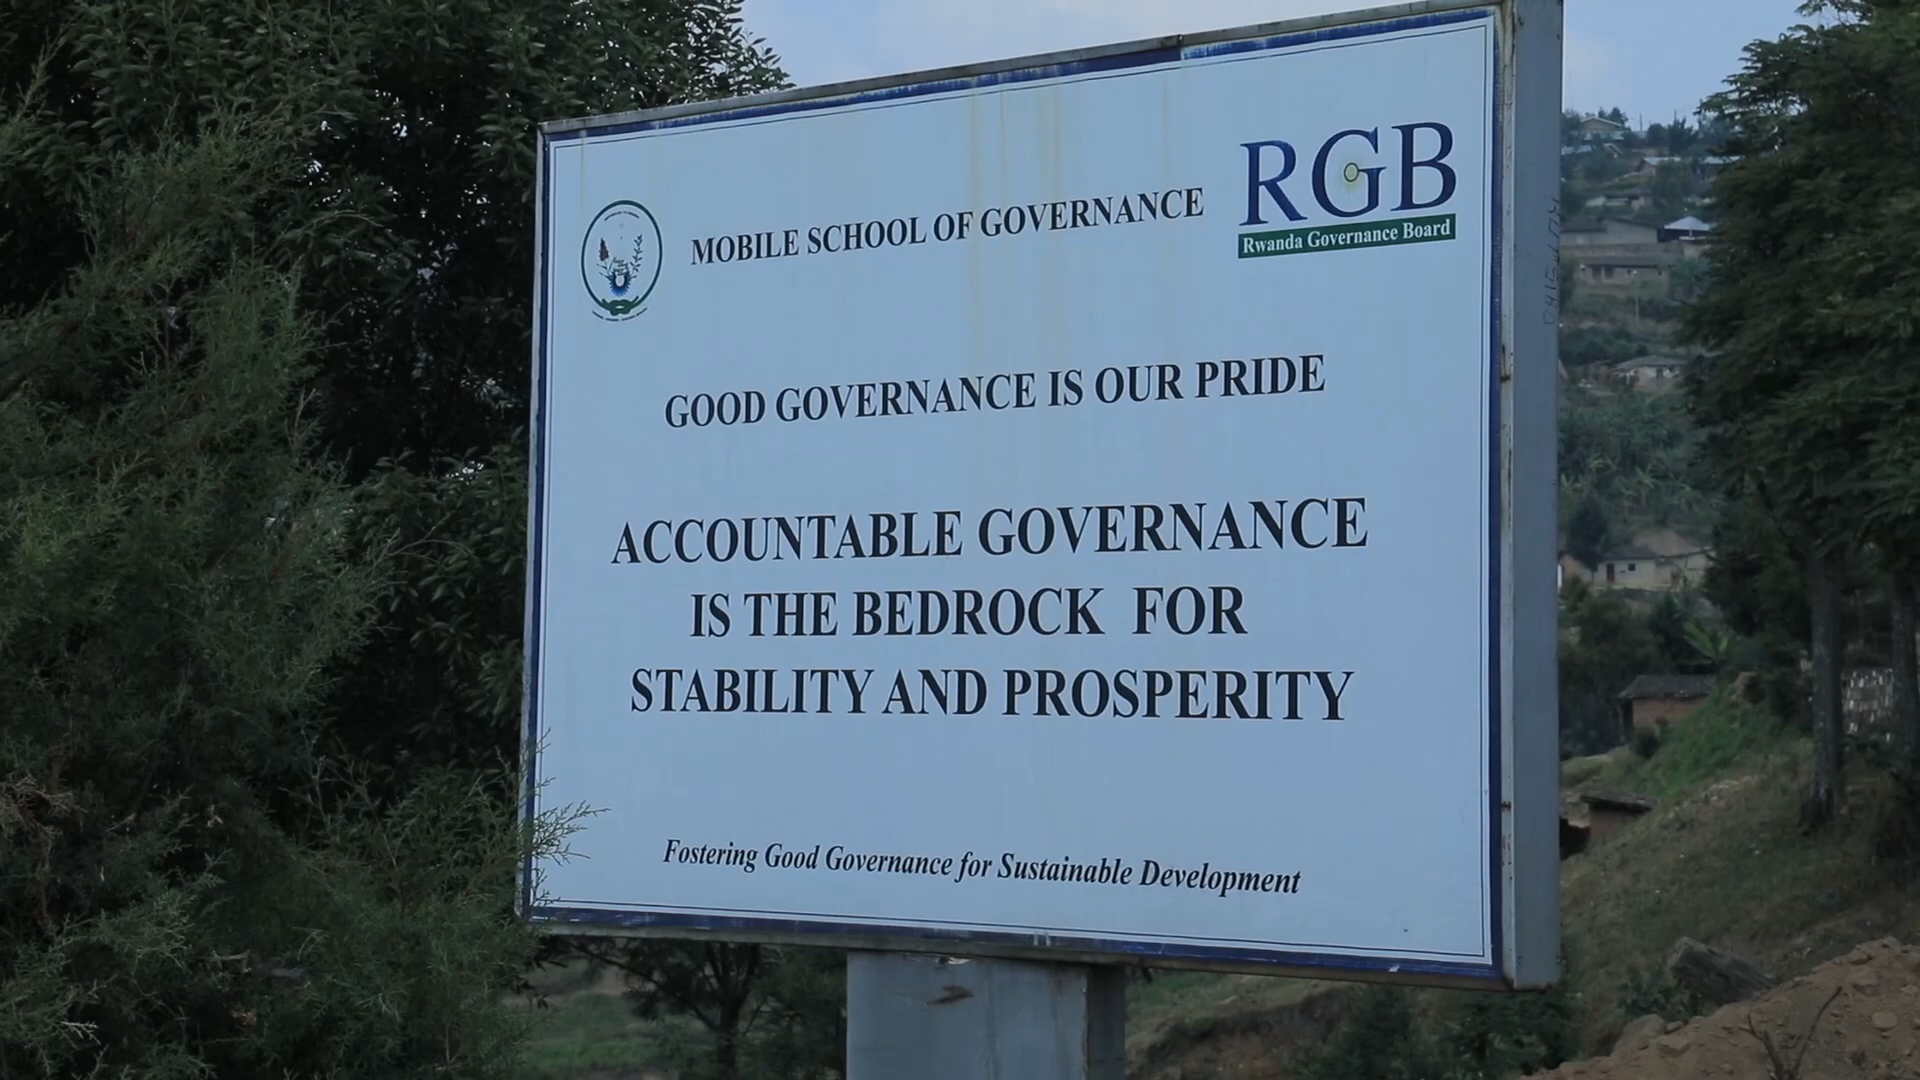 MOBILE SCHOOL OF GOVERNANCE
RGB
Rwanda Governance Board
GOOD GOVERNANCE IS OUR PRIDE
ACCOUNTABLE GOVERNANCE
IS THE BEDROCK FOR
STABILITY AND PROSPERITY
Fostering Good Governance for Sustainable Development